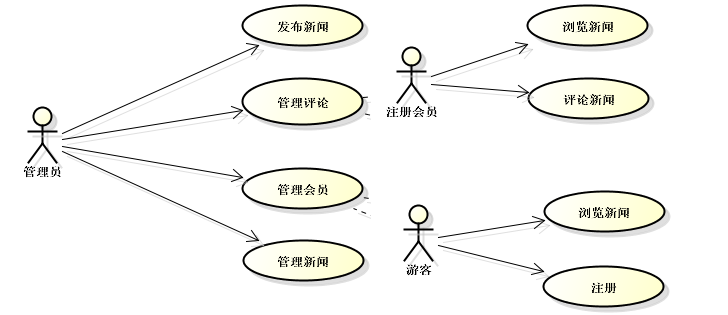 发布新闻
管理评论
管理员
管理会员
管理新闻
浏览新闻
注册会员
评论新闻
浏览新闻
游客
注册